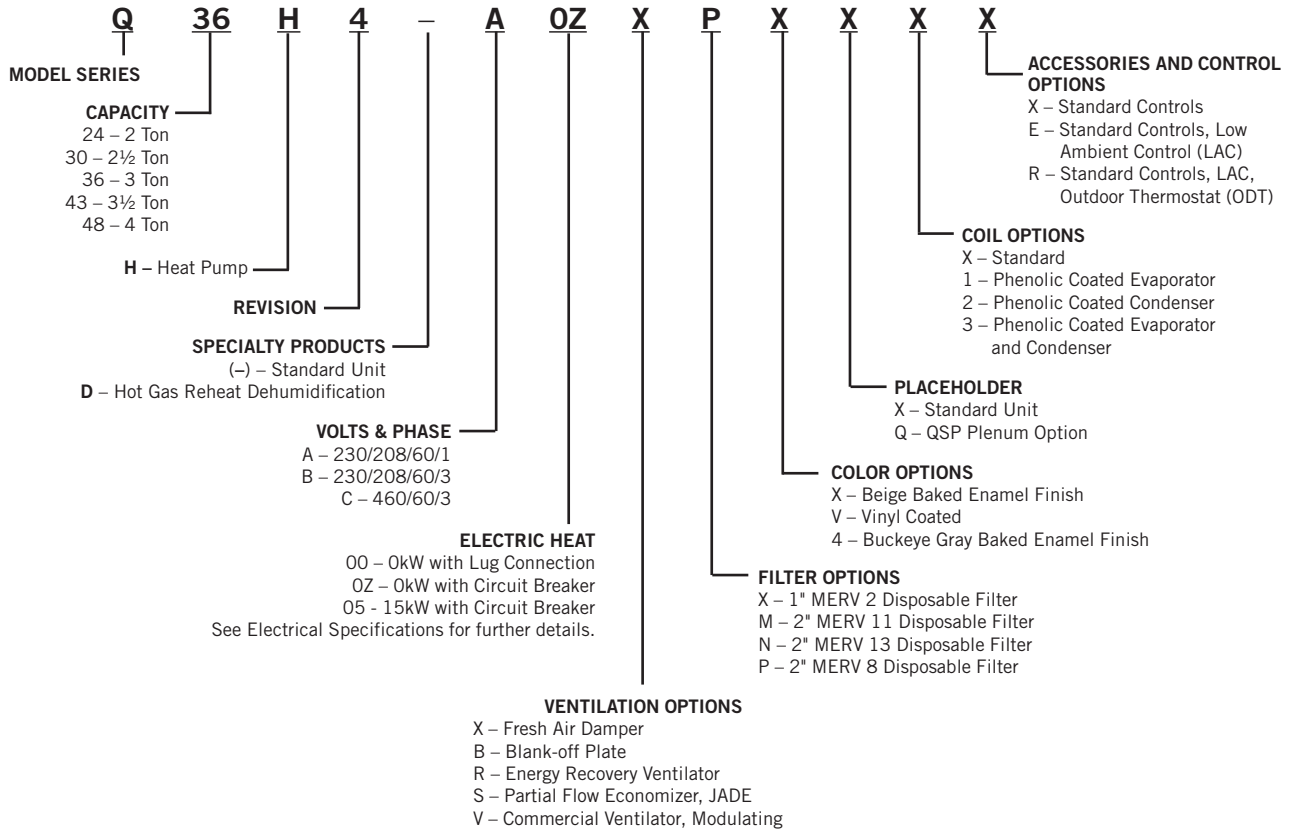 Q 36 H 4 – A 0Z X P X X X X
MODEL SERIES
CAPACITY
24 – 2 Ton
30 – 2½ Ton
36 – 3 Ton
43 – 3½ Ton
48 – 4 Ton
H – Heat Pump
REVISION
SPECIALTY PRODUCTS
(–) – Standard Unit
D – Hot Gas Reheat Dehumidification
VOLTS & PHASE
A – 230/208/60/1
B – 230/208/60/3
C – 460/60/3
ELECTRIC HEAT
00 – 0kW with Lug Connection
0Z – 0kW with Circuit Breaker
05 - 15kW with Circuit Breaker
See Electrical Specifications for further details.
VENTILATION OPTIONS
X – Fresh Air Damper
B – Blank-off Plate
R – Energy Recovery Ventilator
S – Partial Flow Economizer, JADE
V – Commercial Ventilator, Modulating
FILTER OPTIONS
X – 1" MERV 2 Disposable Filter
M – 2" MERV 11 Disposable Filter
N – 2" MERV 13 Disposable Filter
P – 2" MERV 8 Disposable Filter
COLOR OPTIONS
X – Beige Baked Enamel Finish
V – Vinyl Coated
4 – Buckeye Gray Baked Enamel Finish
PLACEHOLDER
X – Standard Unit
Q – QSP Plenum Option
COIL OPTIONS
X – Standard
1 – Phenolic Coated Evaporator
2 – Phenolic Coated Condenser
3 – Phenolic Coated Evaporator
and Condenser
ACCESSORIES AND CONTROL
OPTIONS
X – Standard Controls
E – Standard Controls, Low
Ambient Control (LAC)
R – Standard Controls, LAC,
Outdoor Thermostat (ODT)